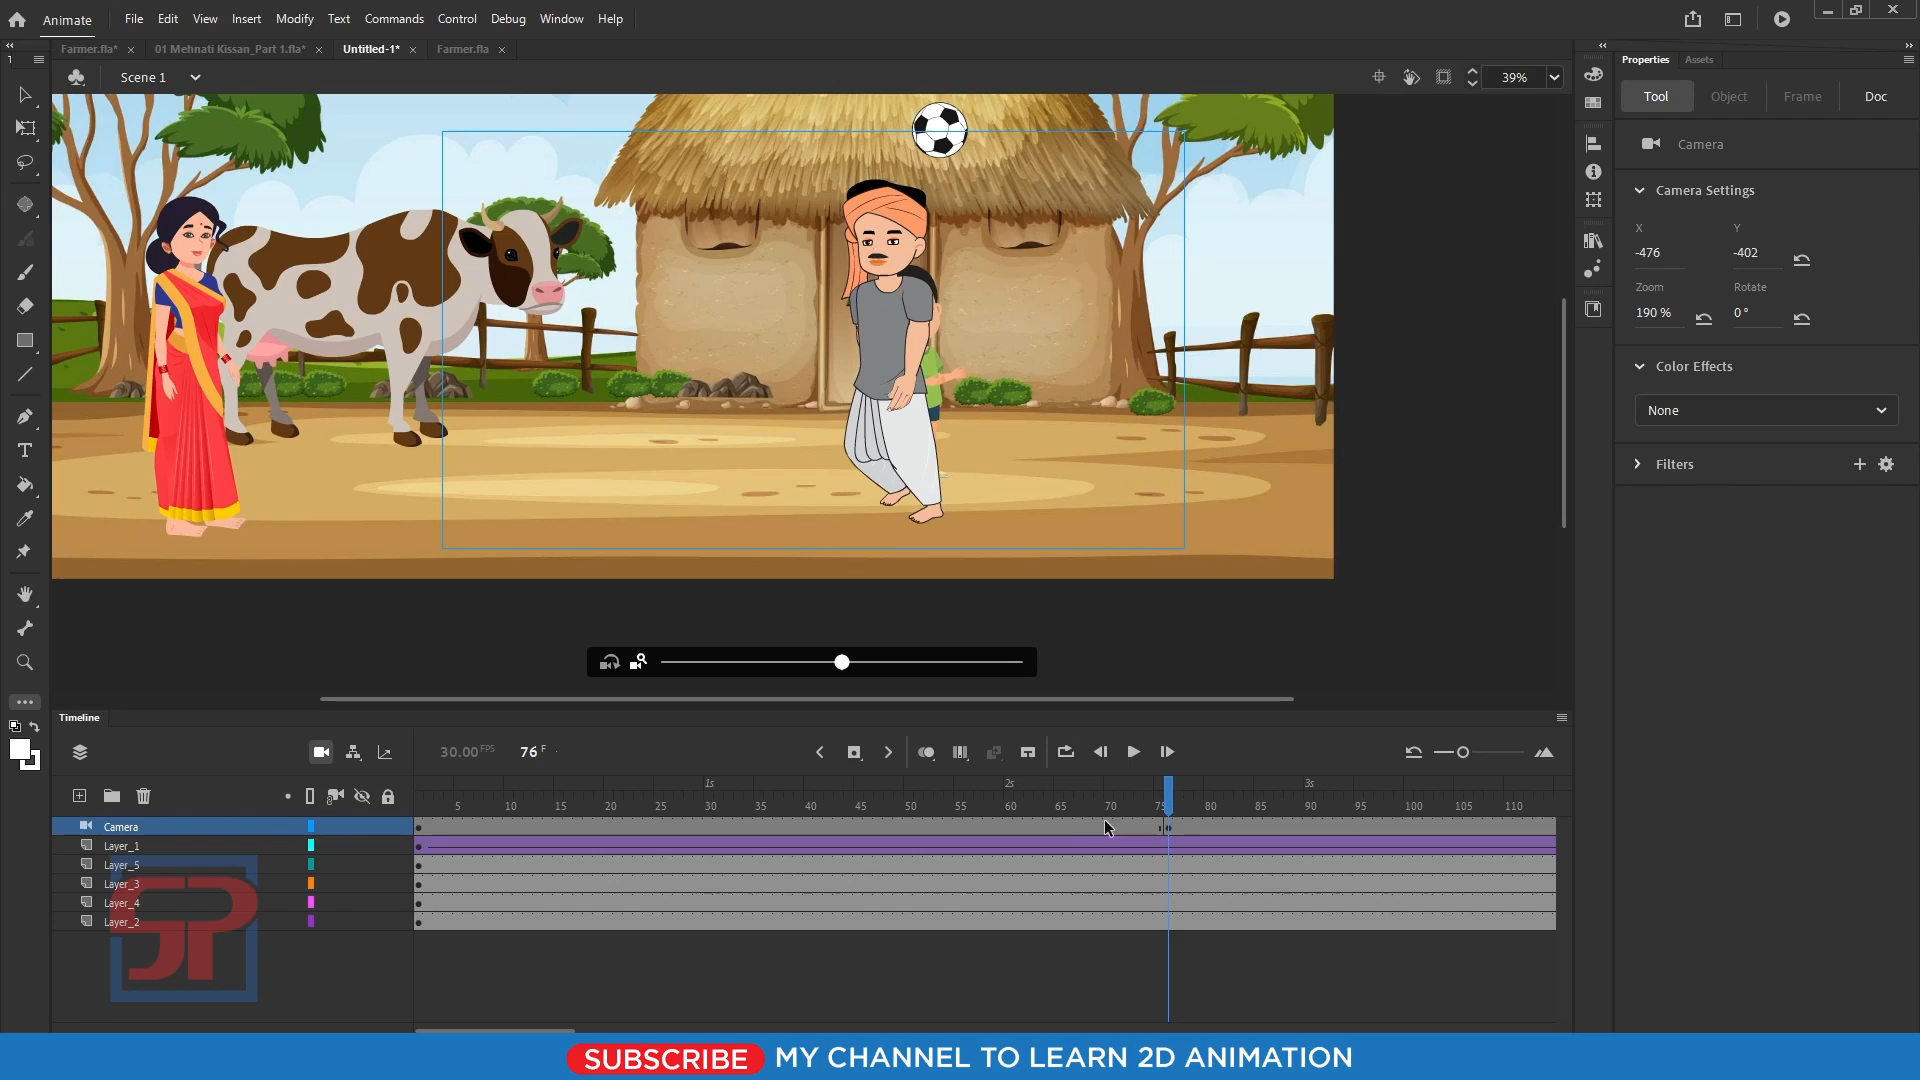 Animate File Edit View Insert Modify Text Commands Control Debug Window Help
Farmer.fla* 01 Mehnati Kissan_Part 1.fla* Untitled-1* Farmer.fla
Scene 1 39%
Properties Assets
Tool Object Frame Doc
Camera
Camera Settings
X Y
-476 -402
Zoom Rotate
190 % 0°
Color Effects
None
Filters
Timeline
30.00 FPS 76 F
1s 2s 3s
5 10 15 20 25 30 35 40 45 50 55 60 65 70 75 80 85 90 95 100 105 110
Camera
Layer_1
Layer_5
Layer_3
Layer_4
Layer_2
SUBSCRIBE MY CHANNEL TO LEARN 2D ANIMATION